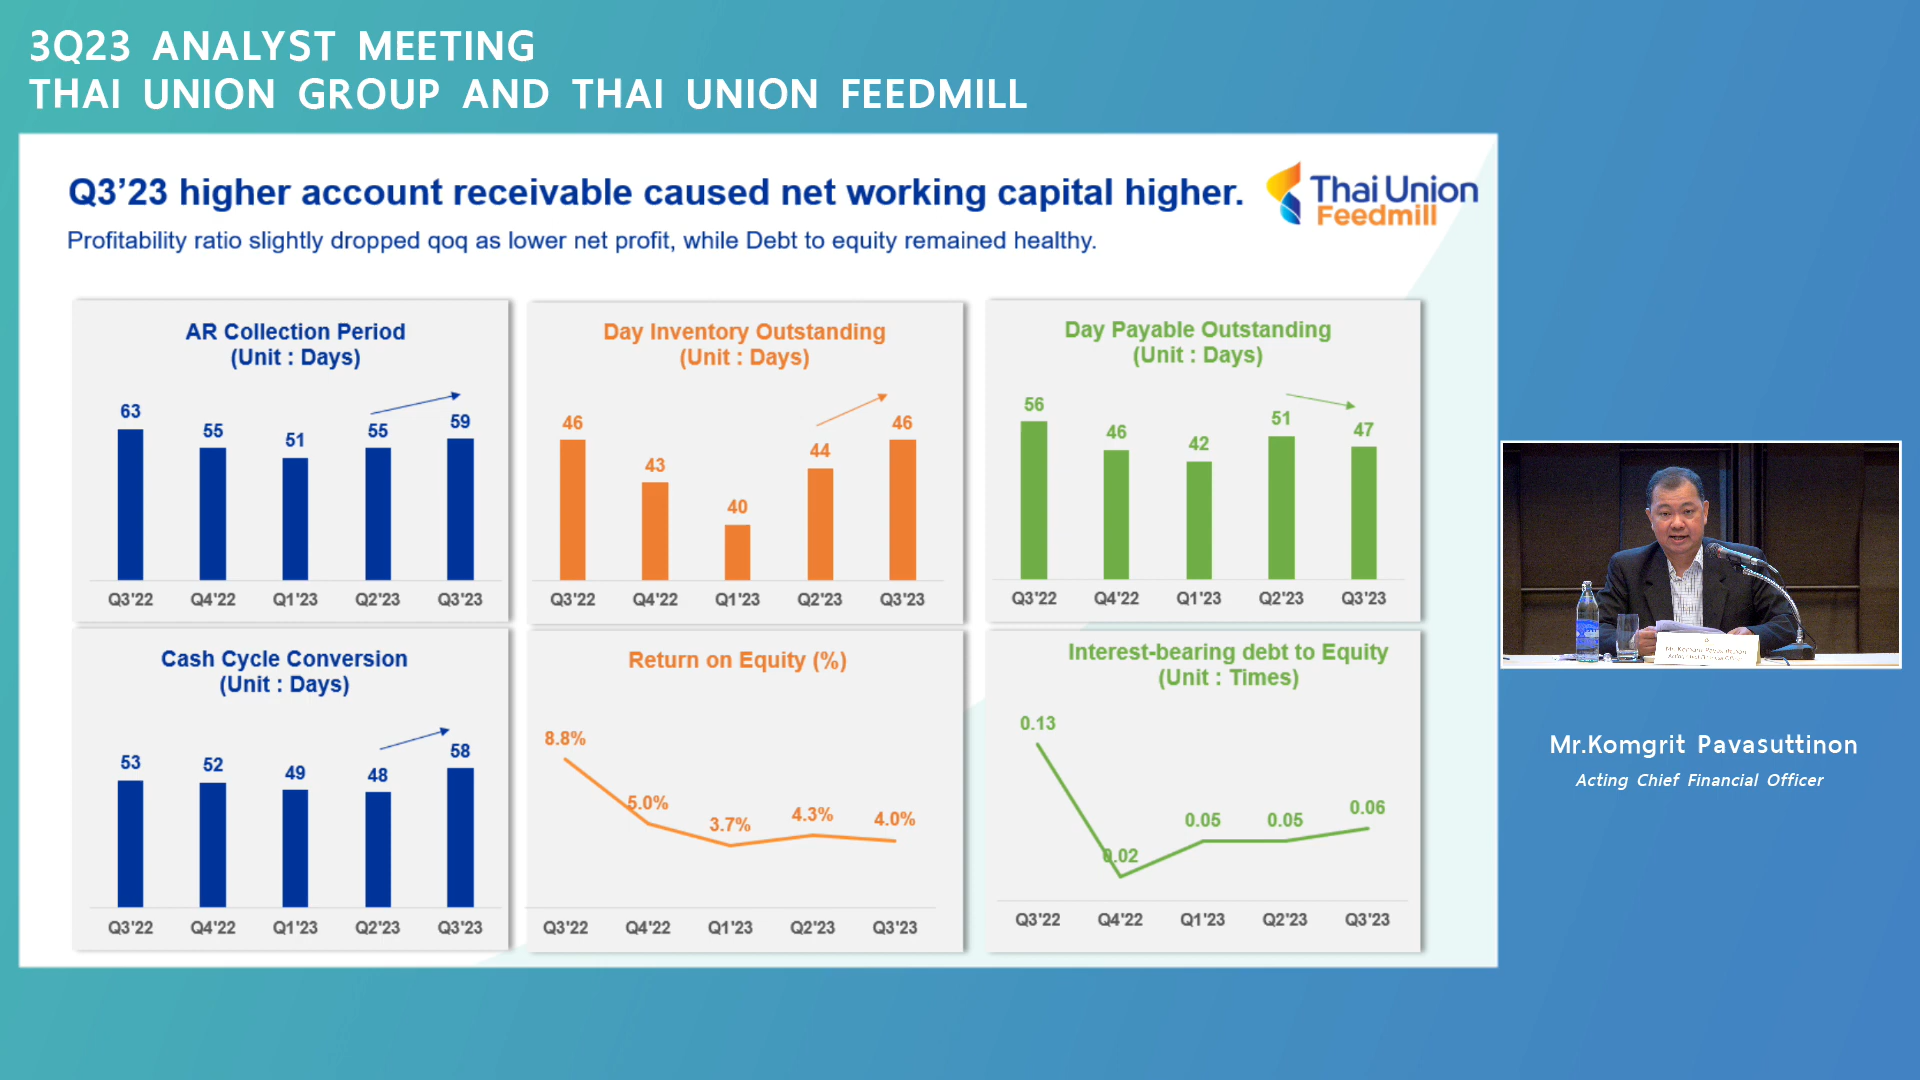 3Q23 ANALYST MEETING
THAI UNION GROUP AND THAI UNION FEEDMILL
Q3’23 higher account receivable caused net working capital higher.
Thai Union
Feedmill
Profitability ratio slightly dropped qoq as lower net profit, while Debt to equity remained healthy.
AR Collection Period
(Unit : Days)
63 55 51 55 59
Q3'22 Q4'22 Q1'23 Q2'23 Q3'23
Day Inventory Outstanding
(Unit : Days)
46 43 40 44 46
Q3'22 Q4'22 Q1'23 Q2'23 Q3'23
Day Payable Outstanding
(Unit : Days)
56 46 42 51 47
Q3'22 Q4'22 Q1'23 Q2'23 Q3'23
Cash Cycle Conversion
(Unit : Days)
53 52 49 48 58
Q3'22 Q4'22 Q1'23 Q2'23 Q3'23
Return on Equity (%)
8.8% 5.0% 3.7% 4.3% 4.0%
Q3'22 Q4'22 Q1'23 Q2'23 Q3'23
Interest-bearing debt to Equity
(Unit : Times)
0.13 0.02 0.05 0.05 0.06
Q3'22 Q4'22 Q1'23 Q2'23 Q3'23
Mr.Komgrit Pavasuttinon
Acting Chief Financial Officer